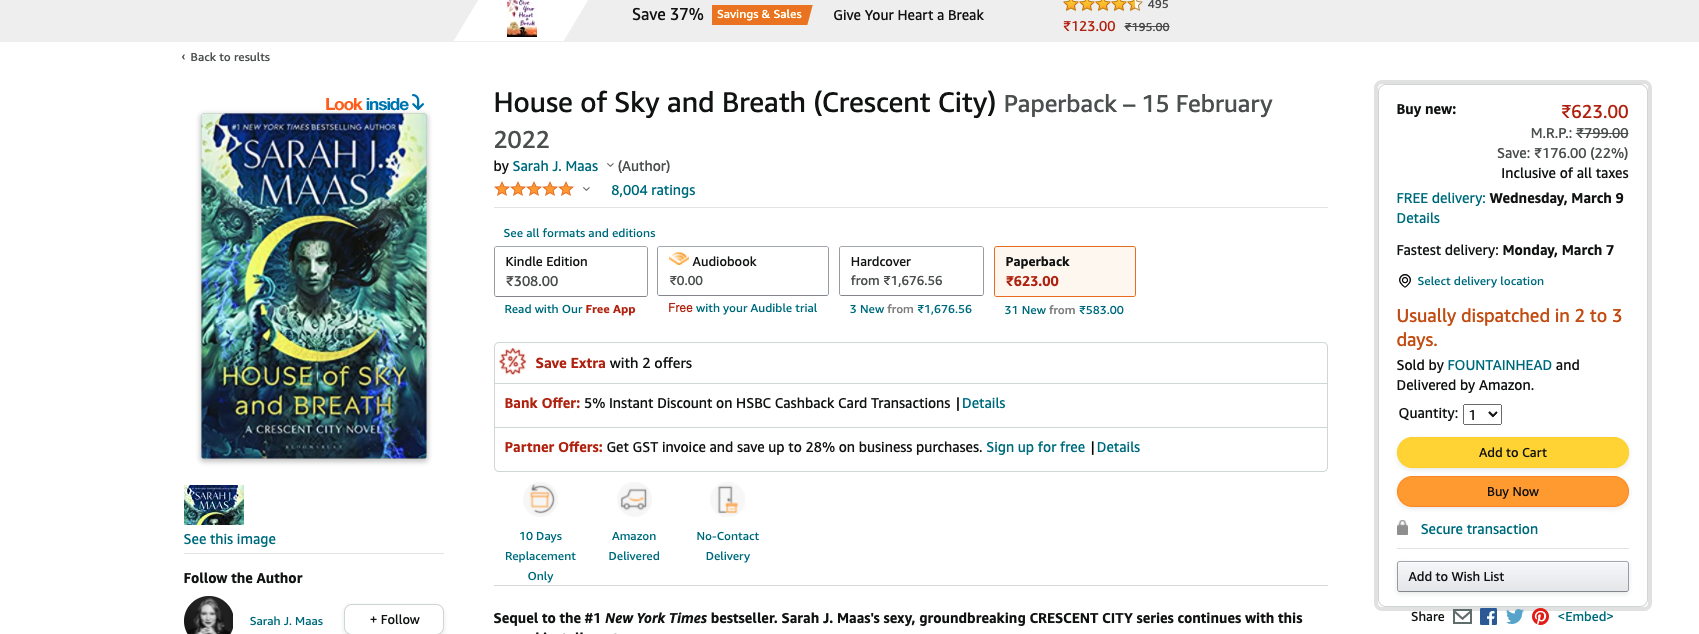 Save 37% Savings & Sales Give Your Heart a Break
495
₹123.00 ₹195.00
‹ Back to results
Look inside
#1 NEW YORK TIMES BESTSELLING AUTHOR
SARAH J.
MAAS
HOUSE of SKY
and BREATH
A CRESCENT CITY NOVEL
BLOOMSBURY
SARAH J.
MAAS
See this image
Follow the Author
Sarah J. Maas
+ Follow
House of Sky and Breath (Crescent City) Paperback – 15 February
2022
by Sarah J. Maas (Author)
8,004 ratings
See all formats and editions
Kindle Edition
₹308.00
Read with Our Free App
Audiobook
₹0.00
Free with your Audible trial
Hardcover
from ₹1,676.56
3 New from ₹1,676.56
Paperback
₹623.00
31 New from ₹583.00
Save Extra with 2 offers
Bank Offer: 5% Instant Discount on HSBC Cashback Card Transactions |Details
Partner Offers: Get GST invoice and save up to 28% on business purchases. Sign up for free |Details
10 Days
Replacement
Only
Amazon
Delivered
No-Contact
Delivery
Sequel to the #1 New York Times bestseller. Sarah J. Maas's sexy, groundbreaking CRESCENT CITY series continues with this
Buy new: ₹623.00
M.R.P.: ₹799.00
Save: ₹176.00 (22%)
Inclusive of all taxes
FREE delivery: Wednesday, March 9
Details
Fastest delivery: Monday, March 7
Select delivery location
Usually dispatched in 2 to 3
days.
Sold by FOUNTAINHEAD and
Delivered by Amazon.
Quantity: 1
Add to Cart
Buy Now
Secure transaction
Add to Wish List
Share <Embed>